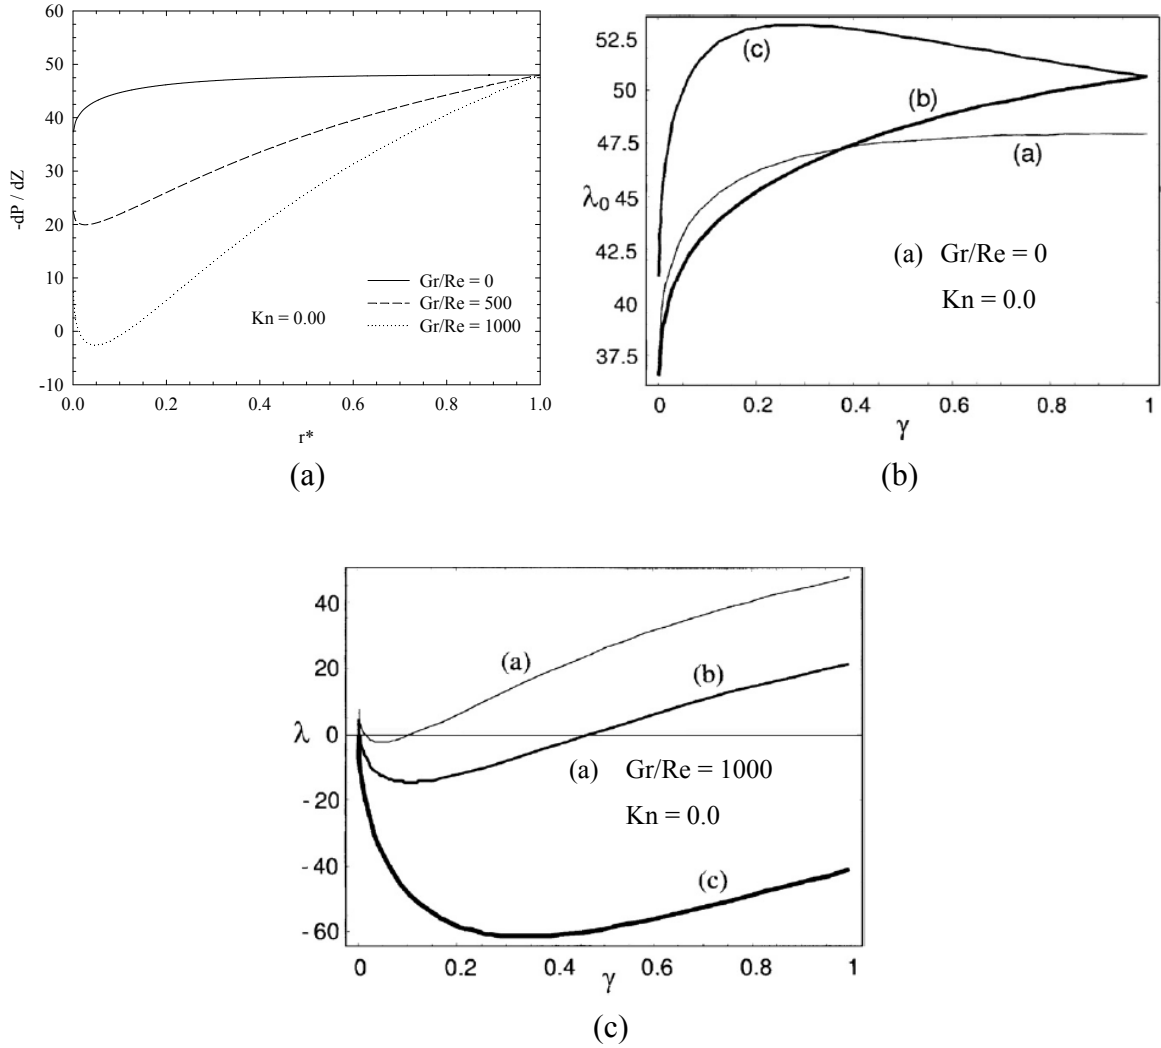 60
50
40
30
20
10
0
-10
-dP / dZ
Kn = 0.00
Gr/Re = 0
Gr/Re = 500
Gr/Re = 1000
0.0 0.2 0.4 0.6 0.8 1.0
r*
(a)
52.5
50
47.5
λ₀ 45
42.5
40
37.5
(c)
(b)
(a)
(a) Gr/Re = 0
Kn = 0.0
0 0.2 0.4 0.6 0.8 1
γ
(b)
40
20
λ 0
-20
-40
-60
(a)
(b)
(a) Gr/Re = 1000
Kn = 0.0
(c)
0 0.2 0.4 0.6 0.8 1
γ
(c)